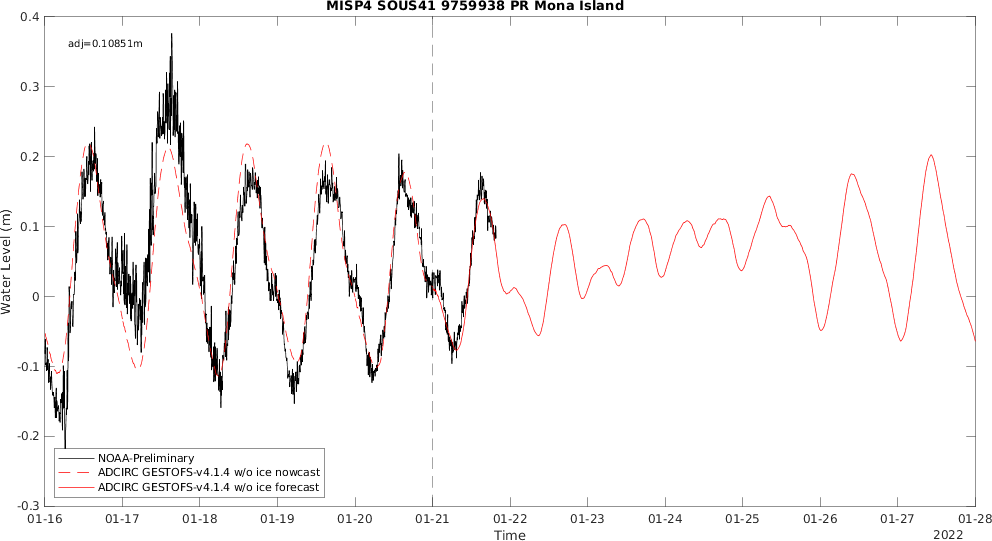 MISP4 SOUS41 9759938 PR Mona Island
adj=0.10851m
Water Level (m)
0.4
0.3
0.2
0.1
0
-0.1
-0.2
-0.3
NOAA-Preliminary
ADCIRC GESTOFS-v4.1.4 w/o ice nowcast
ADCIRC GESTOFS-v4.1.4 w/o ice forecast
01-16 01-17 01-18 01-19 01-20 01-21 01-22 01-23 01-24 01-25 01-26 01-27 01-28
Time
2022